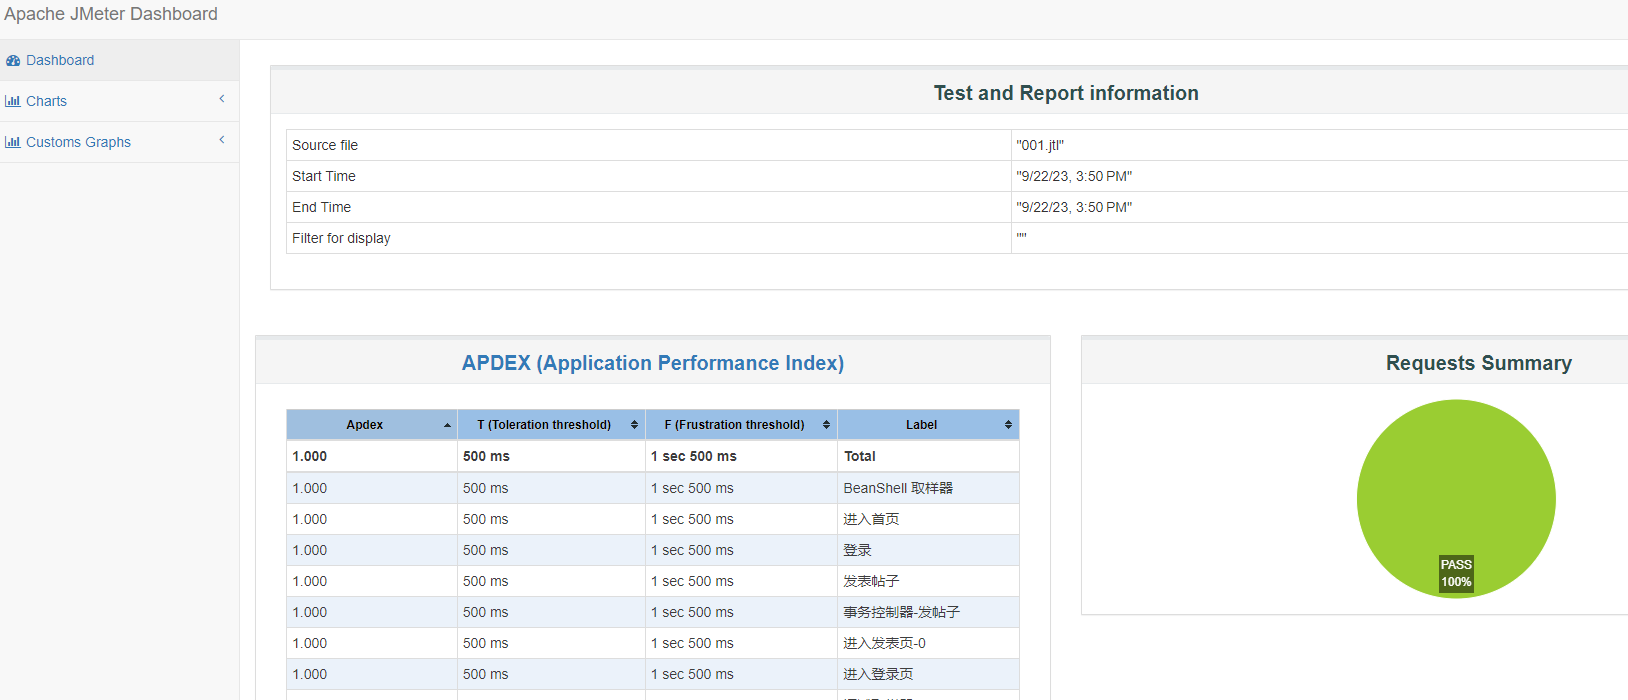 Apache JMeter Dashboard
Dashboard
Charts
Customs Graphs
Test and Report information
Source file "001.jtl"
Start Time "9/22/23, 3:50 PM"
End Time "9/22/23, 3:50 PM"
Filter for display ""
APDEX (Application Performance Index)
Apdex T (Toleration threshold) F (Frustration threshold) Label
1.000 500 ms 1 sec 500 ms Total
1.000 500 ms 1 sec 500 ms BeanShell 取样器
1.000 500 ms 1 sec 500 ms 进入首页
1.000 500 ms 1 sec 500 ms 登录
1.000 500 ms 1 sec 500 ms 发表帖子
1.000 500 ms 1 sec 500 ms 事务控制器-发帖子
1.000 500 ms 1 sec 500 ms 进入发表页-0
1.000 500 ms 1 sec 500 ms 进入登录页
Requests Summary
PASS
100%